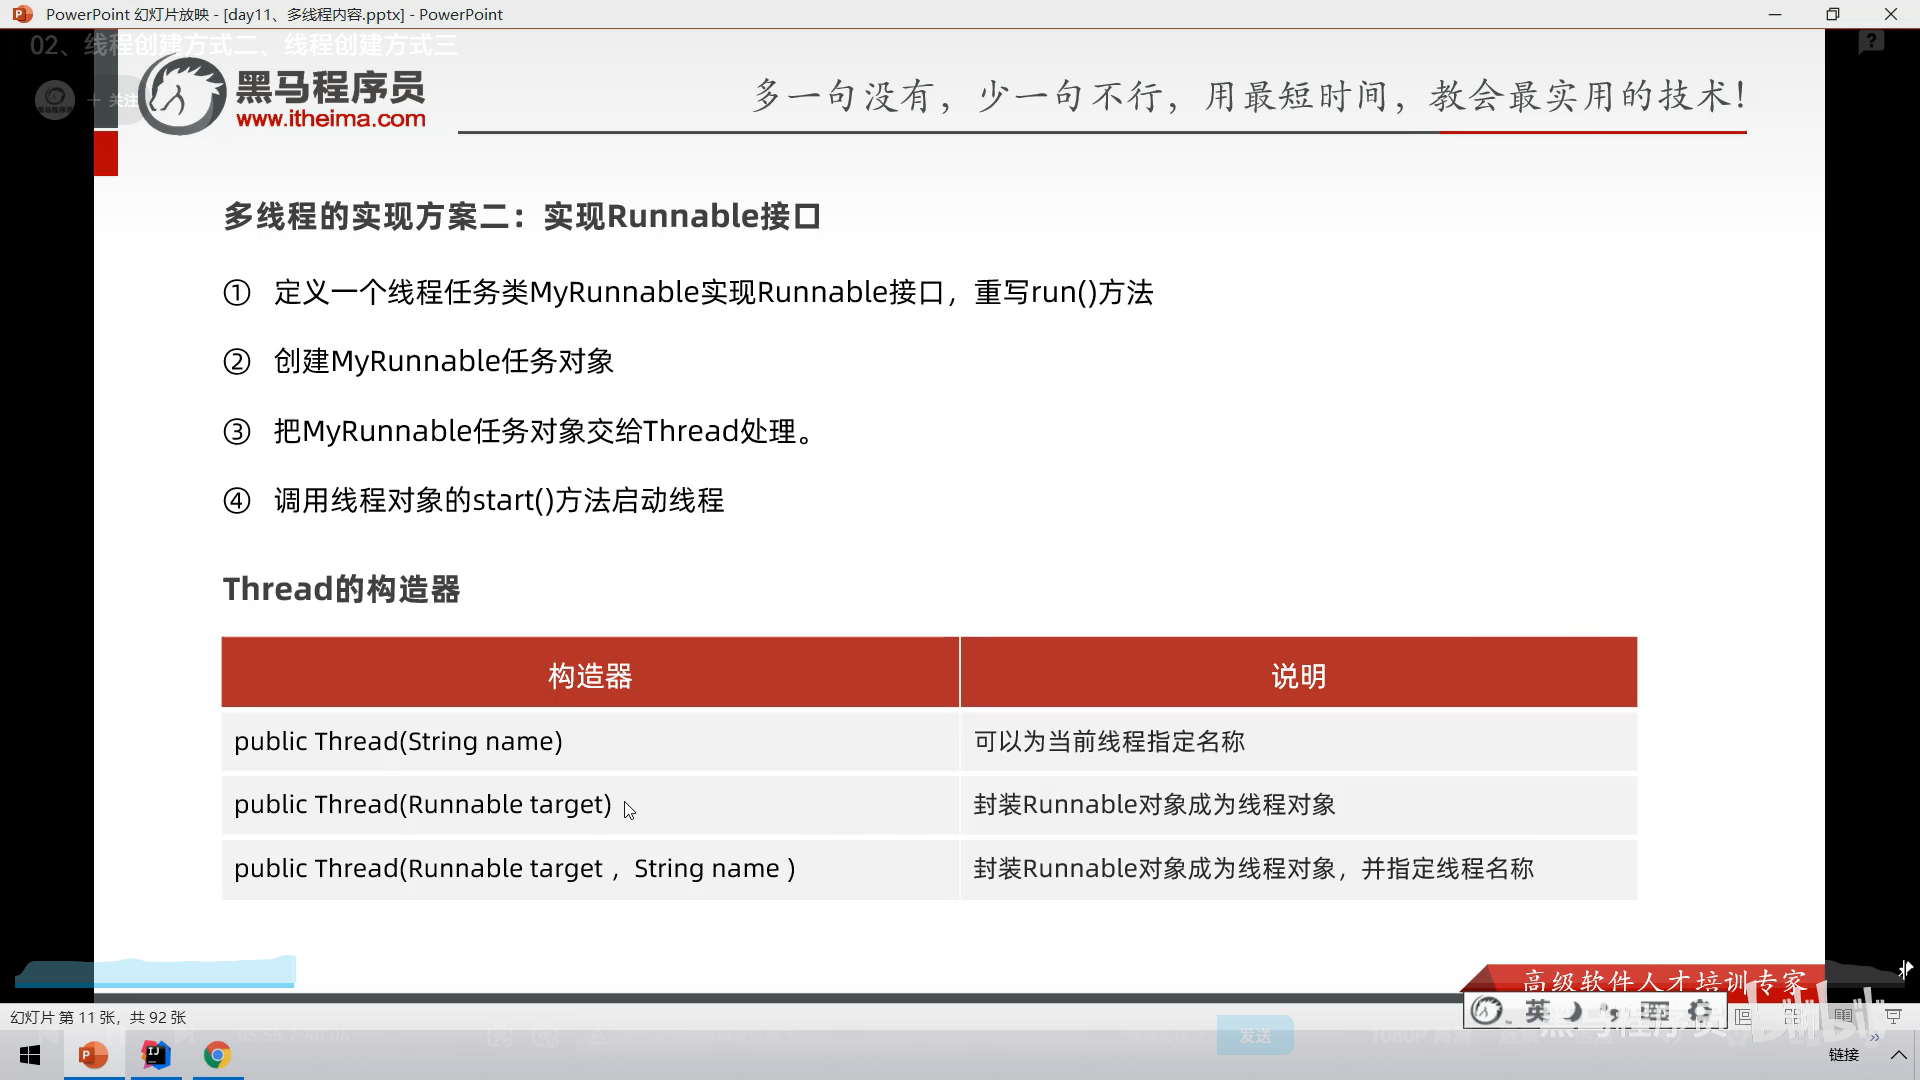 PowerPoint 幻灯片放映 - [day11、多线程内容.pptx] - PowerPoint
02、线程创建方式二、线程创建方式三
+ 关注
黑马程序员
www.itheima.com
多一句没有，少一句不行，用最短时间，教会最实用的技术！
多线程的实现方案二：实现Runnable接口
① 定义一个线程任务类MyRunnable实现Runnable接口，重写run()方法
② 创建MyRunnable任务对象
③ 把MyRunnable任务对象交给Thread处理。
④ 调用线程对象的start()方法启动线程
Thread的构造器
构造器 说明
public Thread(String name) 可以为当前线程指定名称
public Thread(Runnable target) 封装Runnable对象成为线程对象
public Thread(Runnable target ，String name ) 封装Runnable对象成为线程对象，并指定线程名称
高级软件人才培训专家
英
黑马程序员 bilibili
幻灯片 第 11 张，共 92 张
发送
链接